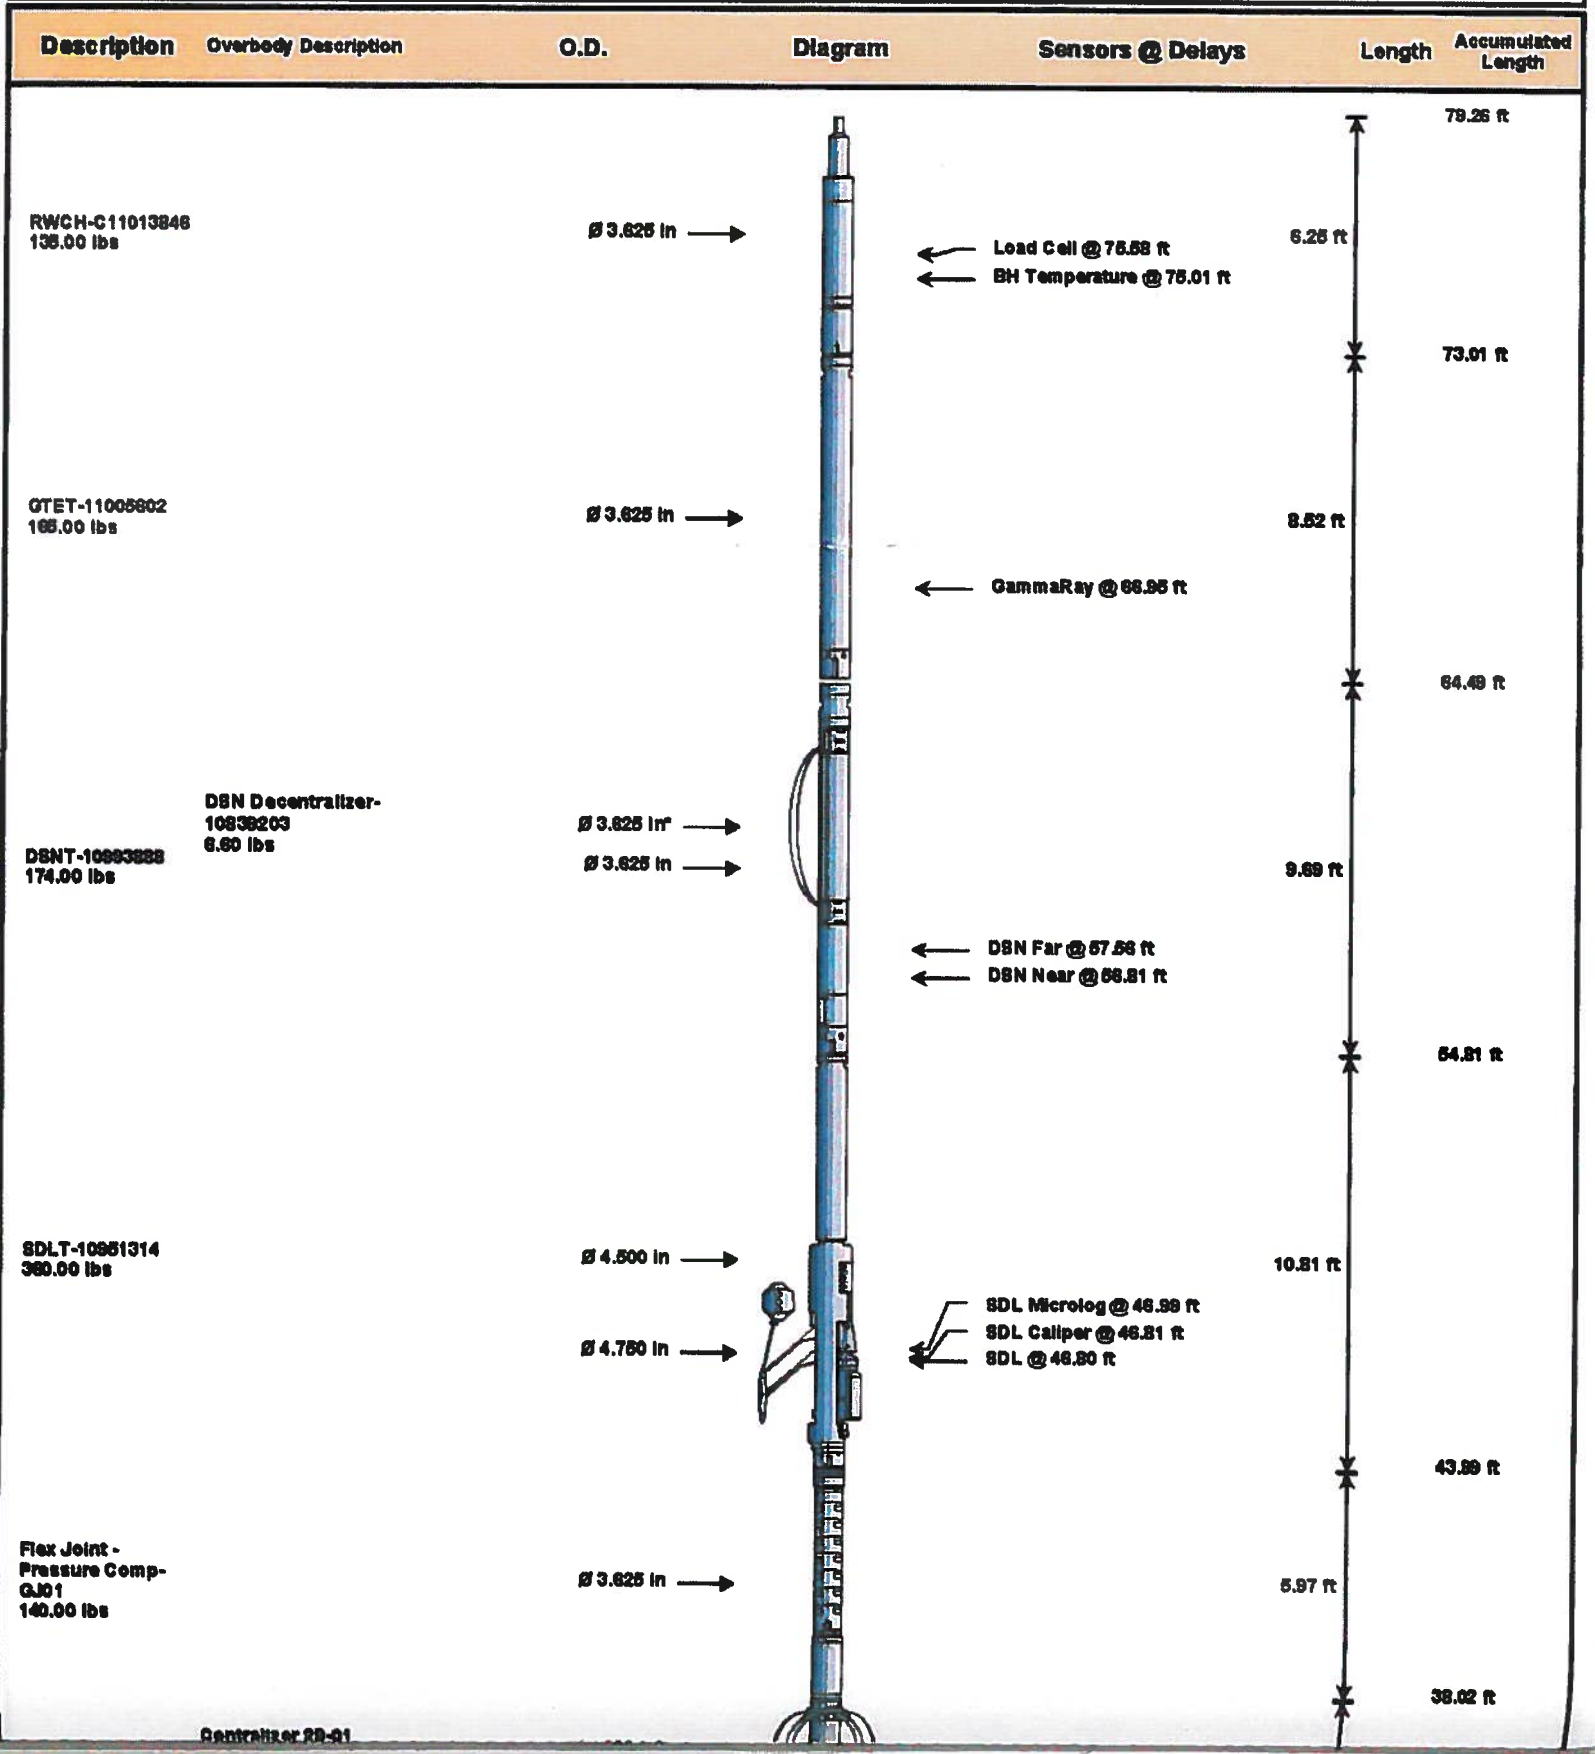 Description Overbody Description O.D. Diagram Sensors @ Delays Length Accumulated Length
79.26 ft
RWCH-C11013846
135.00 lbs
Ø 3.625 in
Load Cell @ 75.58 ft
BH Temperature @ 75.01 ft
6.25 ft
73.01 ft
GTET-11005802
165.00 lbs
Ø 3.625 in
8.52 ft
GammaRay @ 66.95 ft
64.49 ft
DSN Decentralizer-
10839203
6.60 lbs
Ø 3.625 in*
DSNT-10993888
174.00 lbs
Ø 3.625 in
9.69 ft
DSN Far @ 57.56 ft
DSN Near @ 56.81 ft
54.81 ft
SDLT-10951314
360.00 lbs
Ø 4.500 in
10.81 ft
SDL Microlog @ 46.99 ft
SDL Caliper @ 46.81 ft
Ø 4.750 in
SDL @ 46.80 ft
43.99 ft
Flex Joint -
Pressure Comp-
GJ01
140.00 lbs
Ø 3.625 in
5.97 ft
38.02 ft
Centralizer